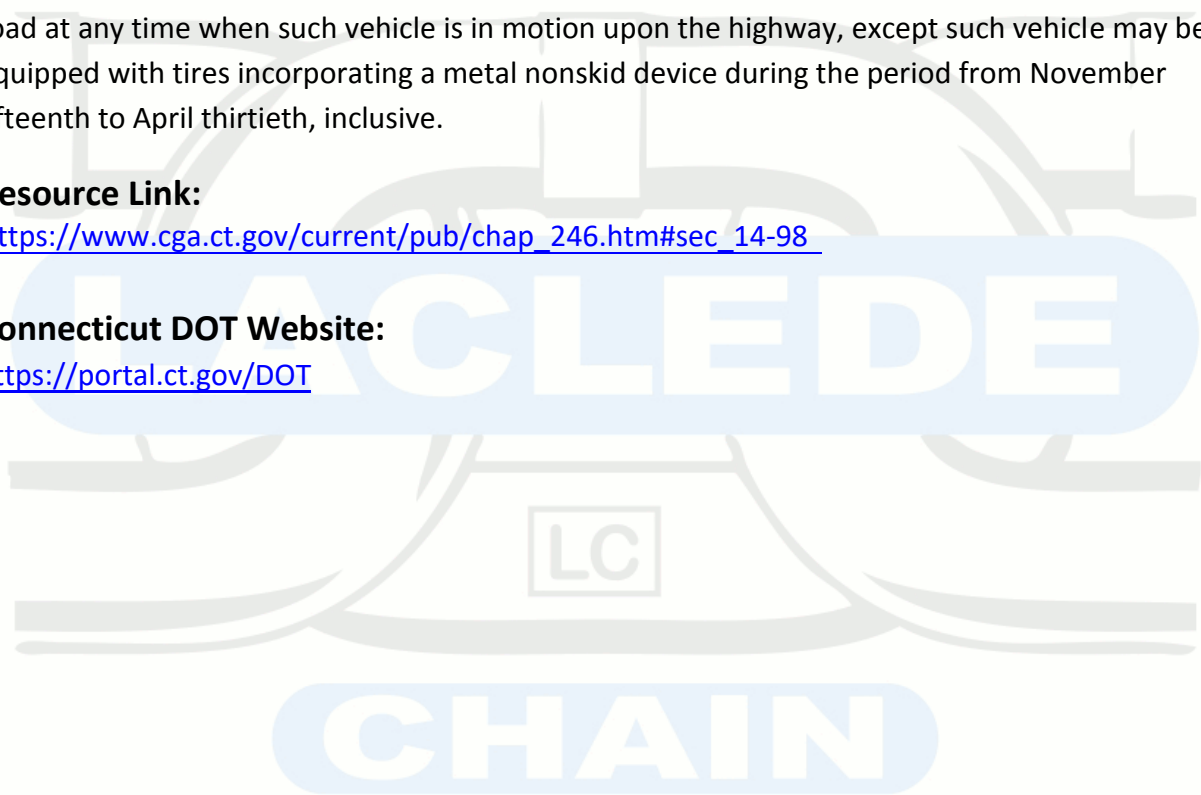 oad at any time when such vehicle is in motion upon the highway, except such vehicle may be
quipped with tires incorporating a metal nonskid device during the period from November
fteenth to April thirtieth, inclusive.
esource Link:
ttps://www.cga.ct.gov/current/pub/chap_246.htm#sec_14-98
onnecticut DOT Website:
ttps://portal.ct.gov/DOT
LACLEDE
LC
CHAIN